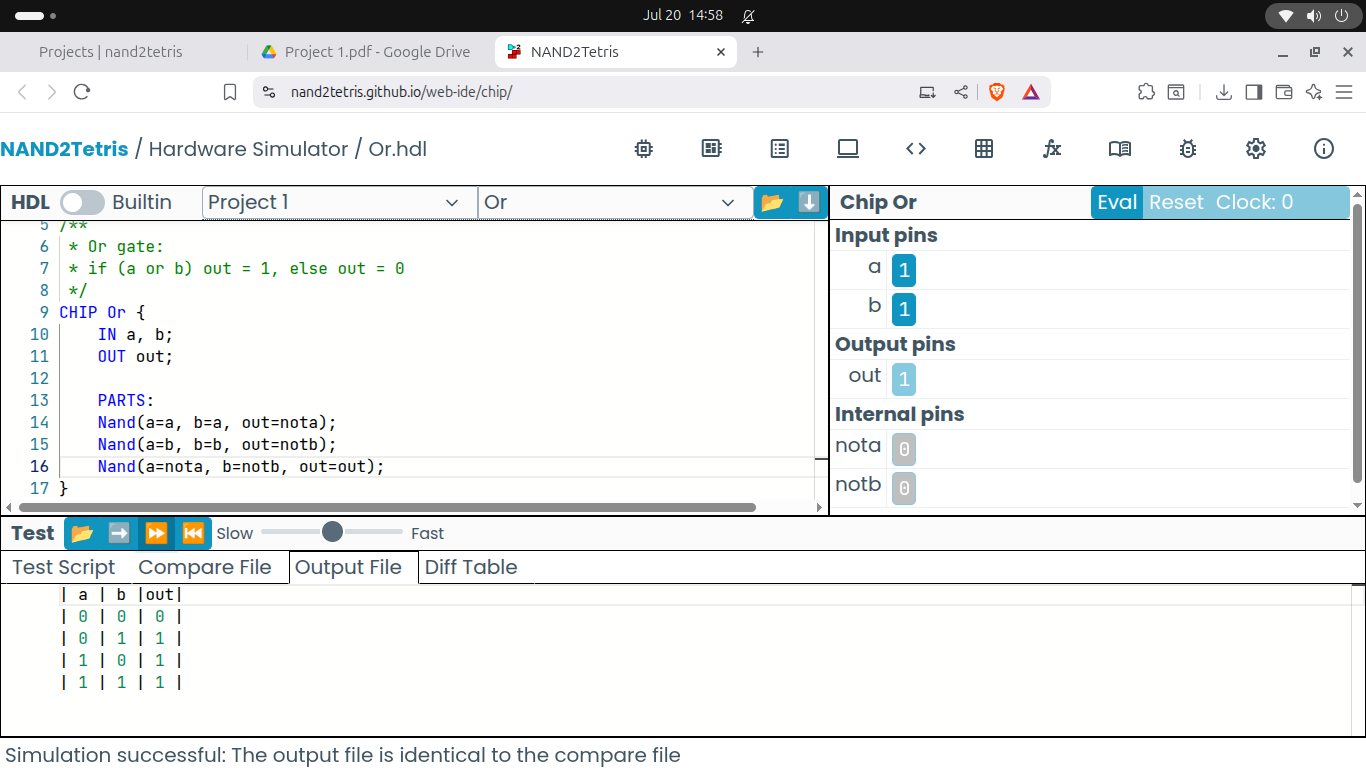 Jul 20 14:58
Projects | nand2tetris
Project 1.pdf - Google Drive
NAND2Tetris
nand2tetris.github.io/web-ide/chip/
NAND2Tetris / Hardware Simulator / Or.hdl
HDL Builtin Project 1 Or
5 /**
6 * Or gate:
7 * if (a or b) out = 1, else out = 0
8 */
9 CHIP Or {
10 IN a, b;
11 OUT out;
12
13 PARTS:
14 Nand(a=a, b=a, out=nota);
15 Nand(a=b, b=b, out=notb);
16 Nand(a=nota, b=notb, out=out);
17 }
Chip Or Eval Reset Clock: 0
Input pins
a 1
b 1
Output pins
out 1
Internal pins
nota 0
notb 0
Test Slow Fast
Test Script Compare File Output File Diff Table
| a | b |out|
| 0 | 0 | 0 |
| 0 | 1 | 1 |
| 1 | 0 | 1 |
| 1 | 1 | 1 |
Simulation successful: The output file is identical to the compare file